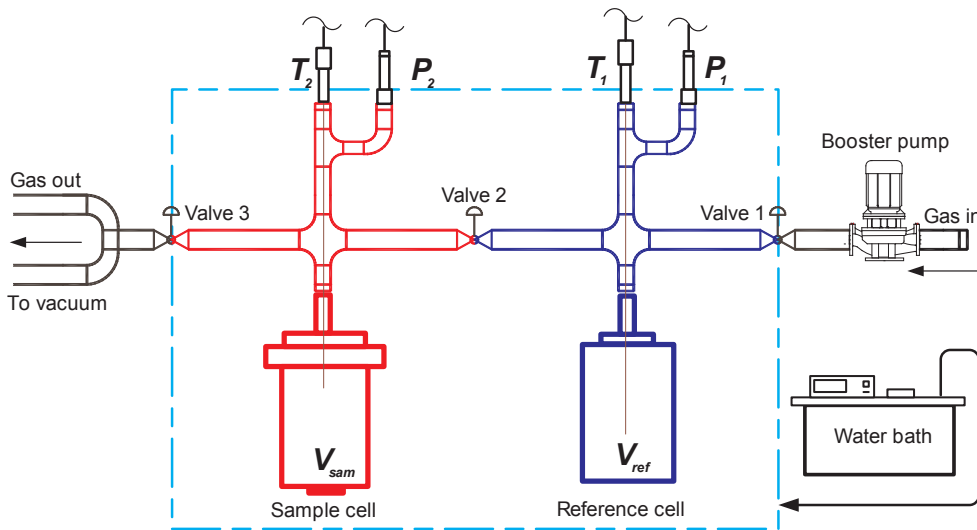 T2
P2
T1
P1
Booster pump
Gas out
Valve 3
Valve 2
Valve 1
Gas in
To vacuum
Vsam
Vref
Water bath
Sample cell
Reference cell